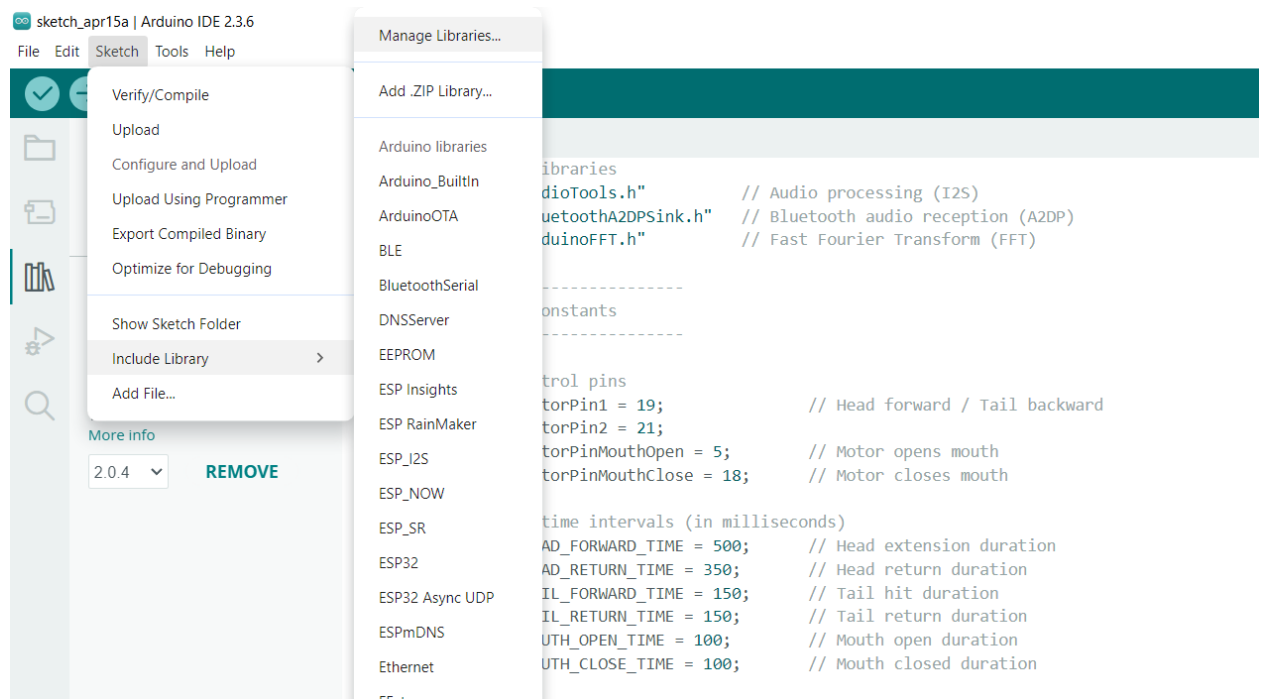 sketch_apr15a | Arduino IDE 2.3.6
File Edit Sketch Tools Help
Verify/Compile
Upload
Configure and Upload
Upload Using Programmer
Export Compiled Binary
Optimize for Debugging
Show Sketch Folder
Include Library
Add File...
More info
2.0.4
REMOVE
Manage Libraries...
Add .ZIP Library...
Arduino libraries
Arduino_BuiltIn
ArduinoOTA
BLE
BluetoothSerial
DNSServer
EEPROM
ESP Insights
ESP RainMaker
ESP_I2S
ESP_NOW
ESP_SR
ESP32
ESP32 Async UDP
ESPmDNS
Ethernet
ibraries
dioTools.h" // Audio processing (I2S)
uetoothA2DPSink.h" // Bluetooth audio reception (A2DP)
duinoFFT.h" // Fast Fourier Transform (FFT)
---------------
onstants
---------------
trol pins
torPin1 = 19; // Head forward / Tail backward
torPin2 = 21;
torPinMouthOpen = 5; // Motor opens mouth
torPinMouthClose = 18; // Motor closes mouth
time intervals (in milliseconds)
AD_FORWARD_TIME = 500; // Head extension duration
AD_RETURN_TIME = 350; // Head return duration
IL_FORWARD_TIME = 150; // Tail hit duration
IL_RETURN_TIME = 150; // Tail return duration
UTH_OPEN_TIME = 100; // Mouth open duration
UTH_CLOSE_TIME = 100; // Mouth closed duration